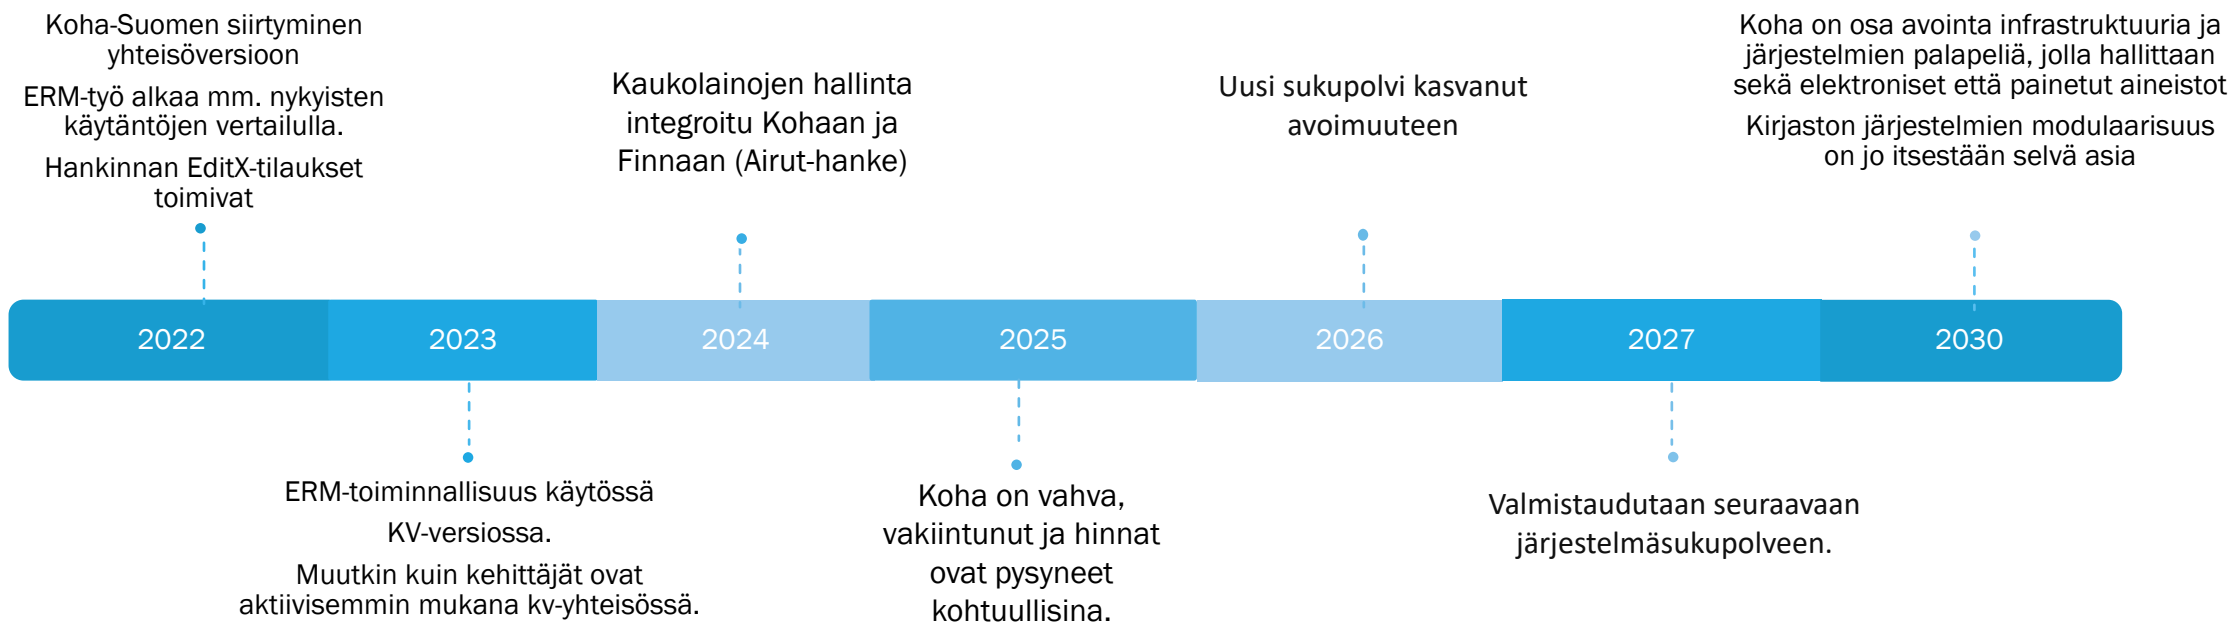 Koha-Suomen siirtyminen
yhteisöversioon
ERM-työ alkaa mm. nykyisten
käytäntöjen vertailulla.
Hankinnan EditX-tilaukset
toimivat
Kaukolainojen hallinta
integroitu Kohaan ja
Finnaan (Airut-hanke)
Uusi sukupolvi kasvanut
avoimuuteen
Koha on osa avointa infrastruktuuria ja
järjestelmien palapeliä, jolla hallittaan
sekä elektroniset että painetut aineistot
Kirjaston järjestelmien modulaarisuus
on jo itsestään selvä asia
2022
2023
2024
2025
2026
2027
2030
ERM-toiminnallisuus käytössä
KV-versiossa.
Muutkin kuin kehittäjät ovat
aktiivisemmin mukana kv-yhteisössä.
Koha on vahva,
vakiintunut ja hinnat
ovat pysyneet
kohtuullisina.
Valmistaudutaan seuraavaan
järjestelmäsukupolveen.